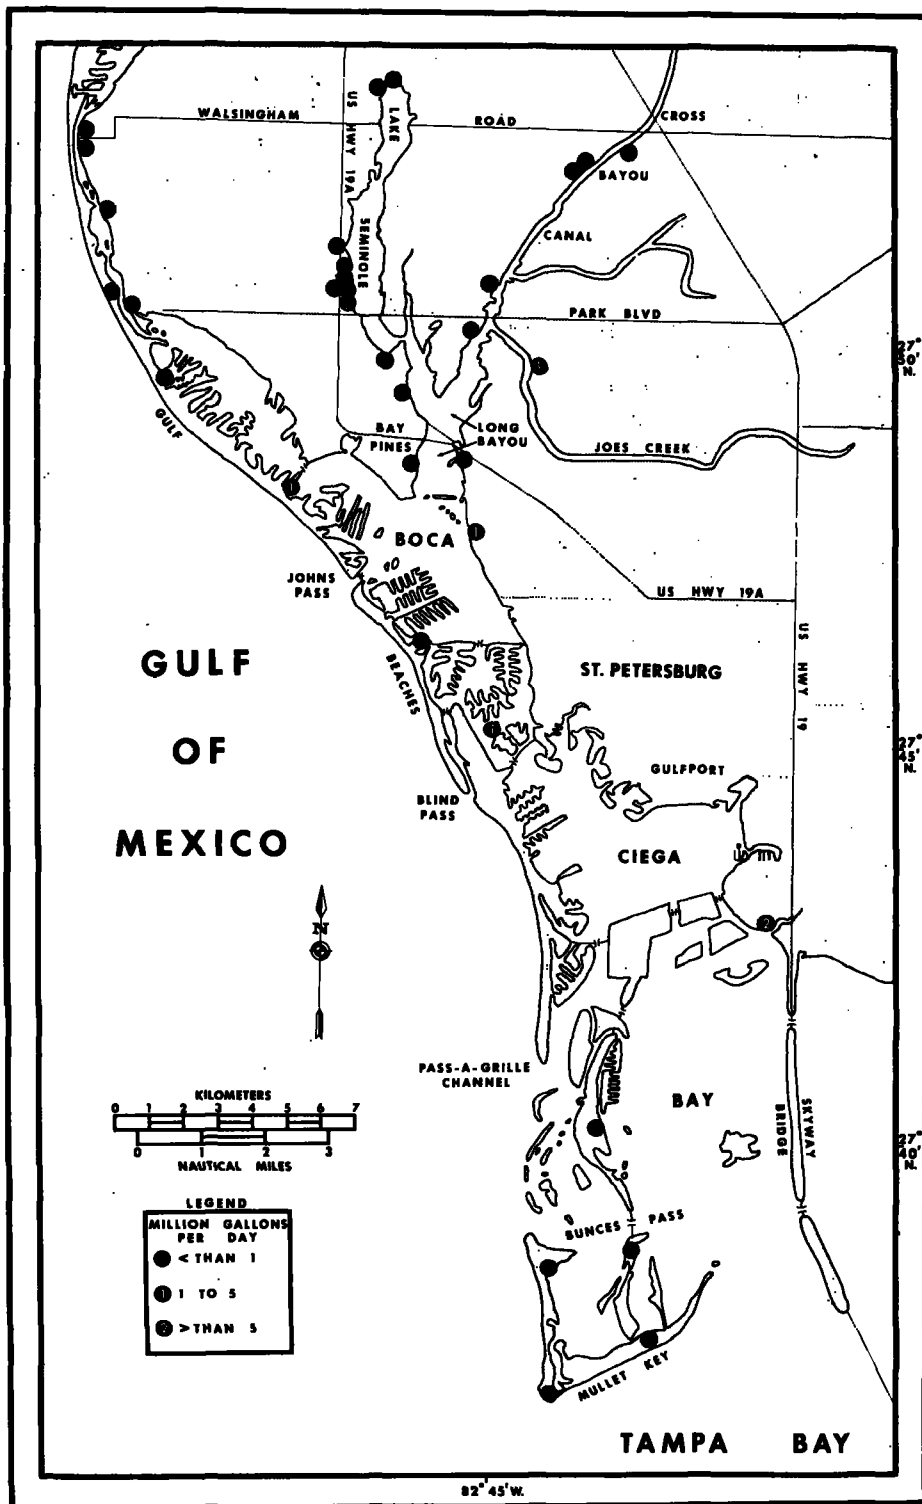 WALSINGHAM
ROAD
CROSS
US HWY 19A
LAKE
BAYOU
SEMINOLE
CANAL
PARK BLVD
27°
50'
N.
GULF
BAY
PINES
LONG
BAYOU
JOES CREEK
BOCA
JOHNS
PASS
US HWY 19A
BEACHES
US HWY 19
GULF
OF
MEXICO
ST. PETERSBURG
27°
45'
N.
GULFPORT
BLIND
PASS
CIEGA
2
N
PASS-A-GRILLE
CHANNEL
BAY
SKYWAY
BRIDGE
27°
40'
N.
KILOMETERS
0 1 2 3 4 5 6 7
0 1 2 3
NAUTICAL MILES
BUNCES PASS
LEGEND
MILLION GALLONS
PER DAY
< THAN 1
1 1 TO 5
2 > THAN 5
MULLET KEY
TAMPA BAY
82° 45'W.